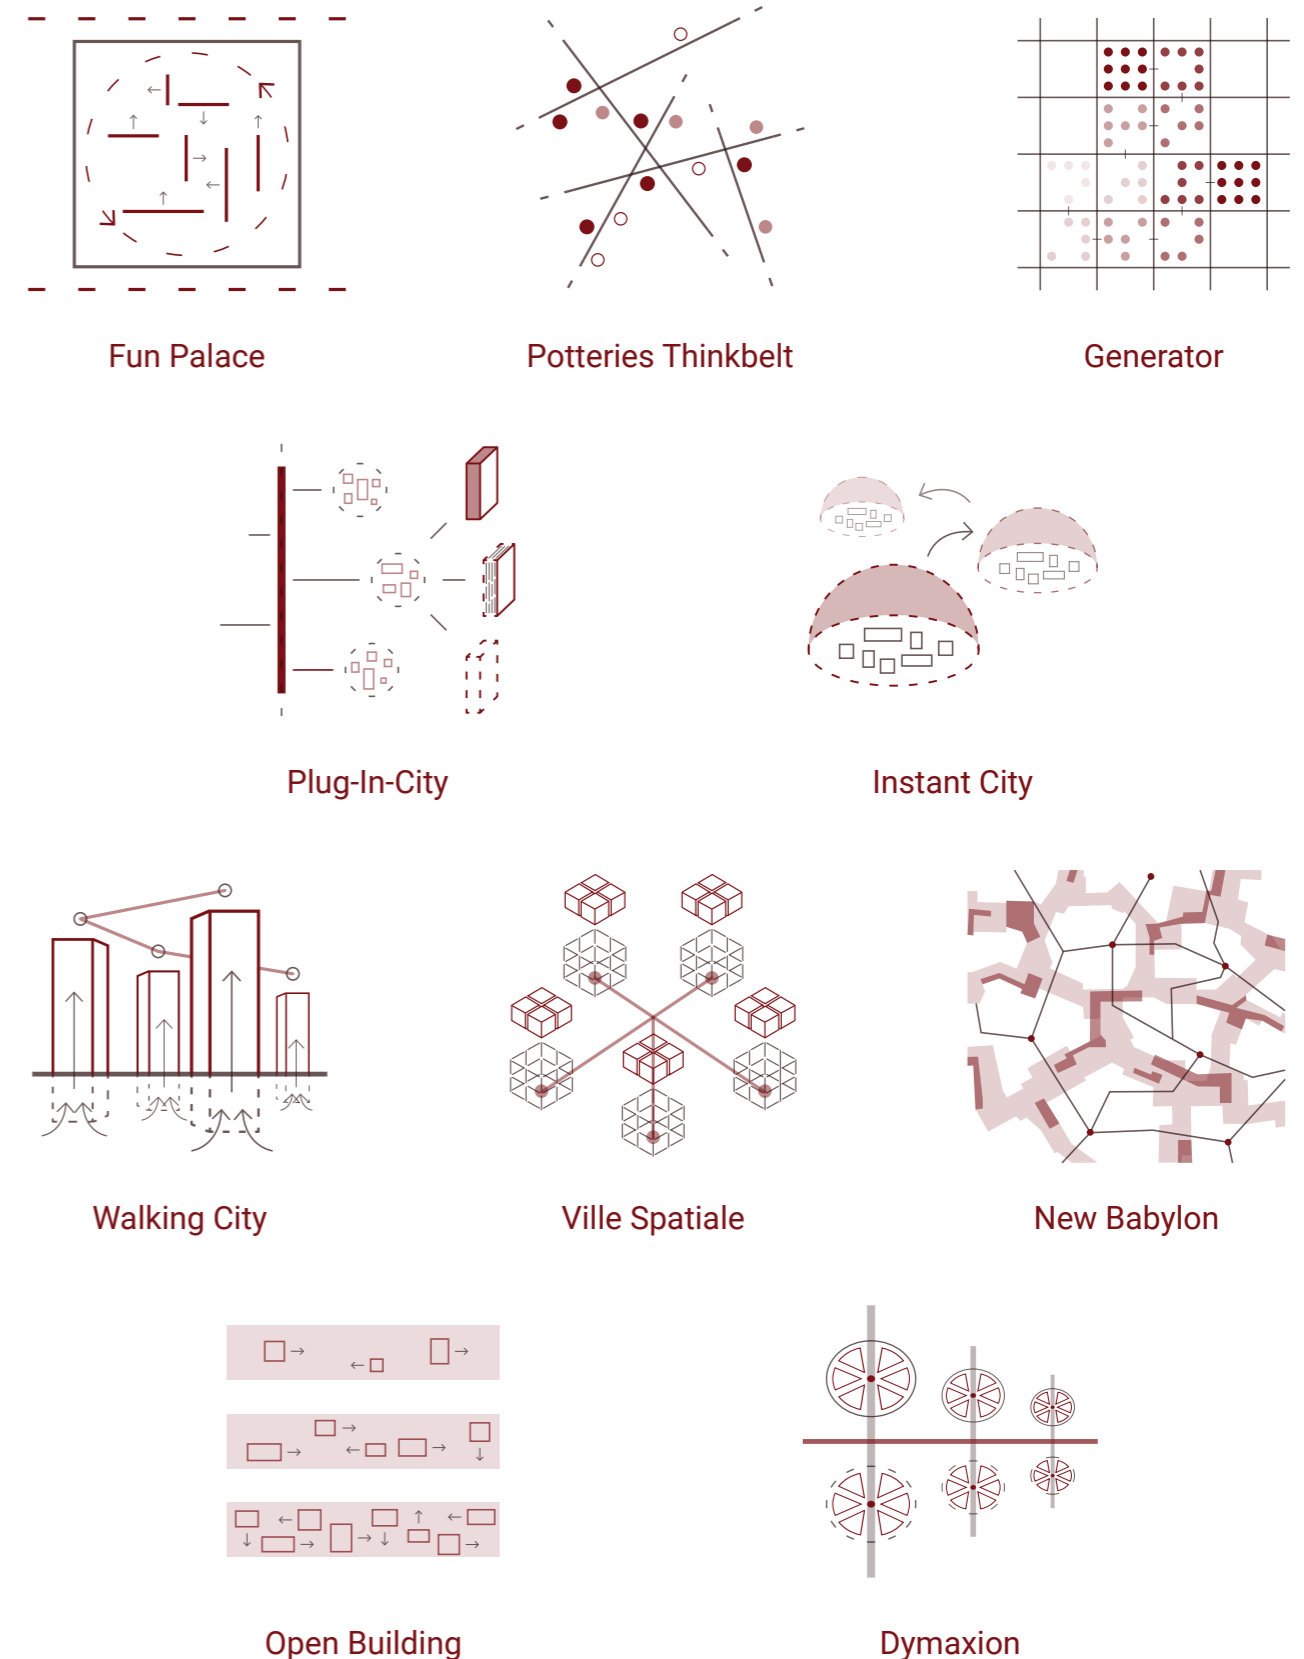 Fun Palace
Potteries Thinkbelt
Generator
Plug-In-City
Instant City
Walking City
Ville Spatiale
New Babylon
Open Building
Dymaxion